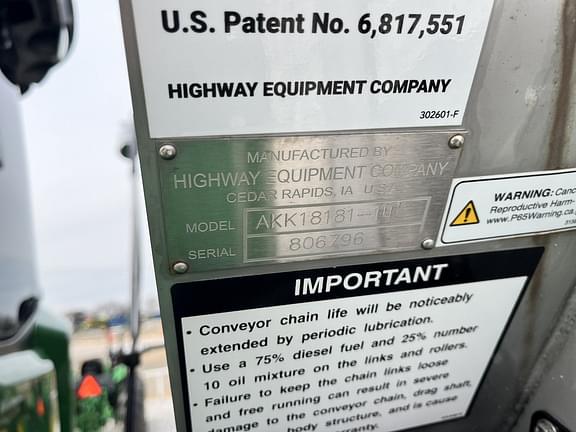 U.S. Patent No. 6,817,551
HIGHWAY EQUIPMENT COMPANY
302601-F
MANUFACTURED BY
HIGHWAY EQUIPMENT COMPANY
CEDAR RAPIDS, IA U.S.A.
MODEL AKK18181-
SERIAL 806796
WARNING: Canc
Reproductive Harm-
www.P65Warning.ca.g
IMPORTANT
• Conveyor chain life will be noticeably
extended by periodic lubrication.
• Use a 75% diesel fuel and 25% number
10 oil mixture on the links and rollers.
• Failure to keep the chain links loose
and free running can result in severe
damage to the conveyor chain, drag shaft,
body structure, and is cause
warranty.